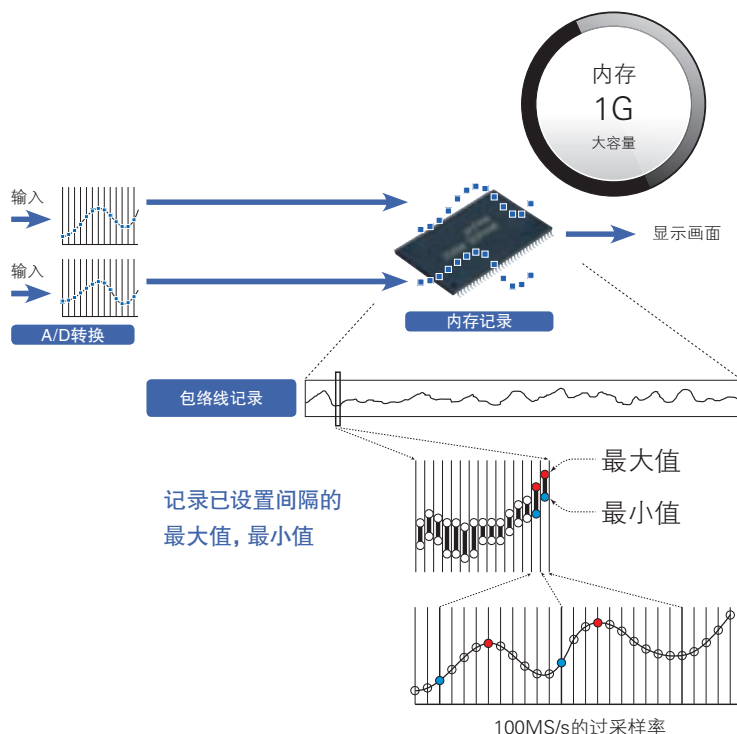 内存
1G
大容量
输入
输入
A/D转换
内存记录
显示画面
包络线记录
记录已设置间隔的
最大值, 最小值
最大值
最小值
100MS/s的过采样率